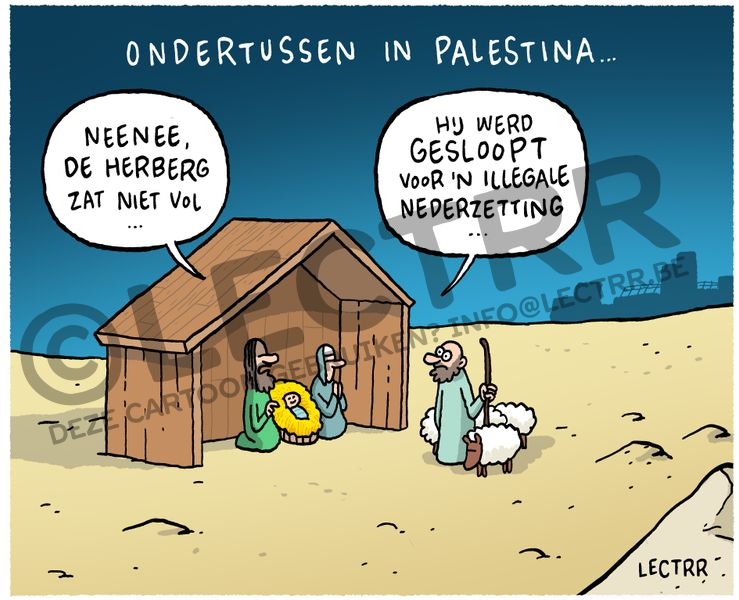 ONDERTUSSEN IN PALESTINA...
NEENEE,
DE HERBERG
ZAT NIET VOL
...
HIJ WERD
GESLOOPT
VOOR 'N ILLEGALE
NEDERZETTING
...
©LECTRR
DEZE CARTOON GEBRUIKEN? INFO@LECTRR.BE
LECTRR